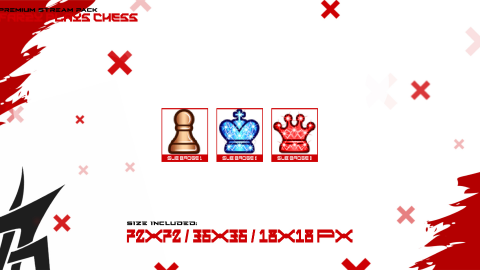 PREMIUM STREAM PACK
CHESS
SUB BADGE 1
SUB BADGE 1
SUB BADGE 1
SIZE INCLUDED:
72X72 / 36X36 / 18X18 PX